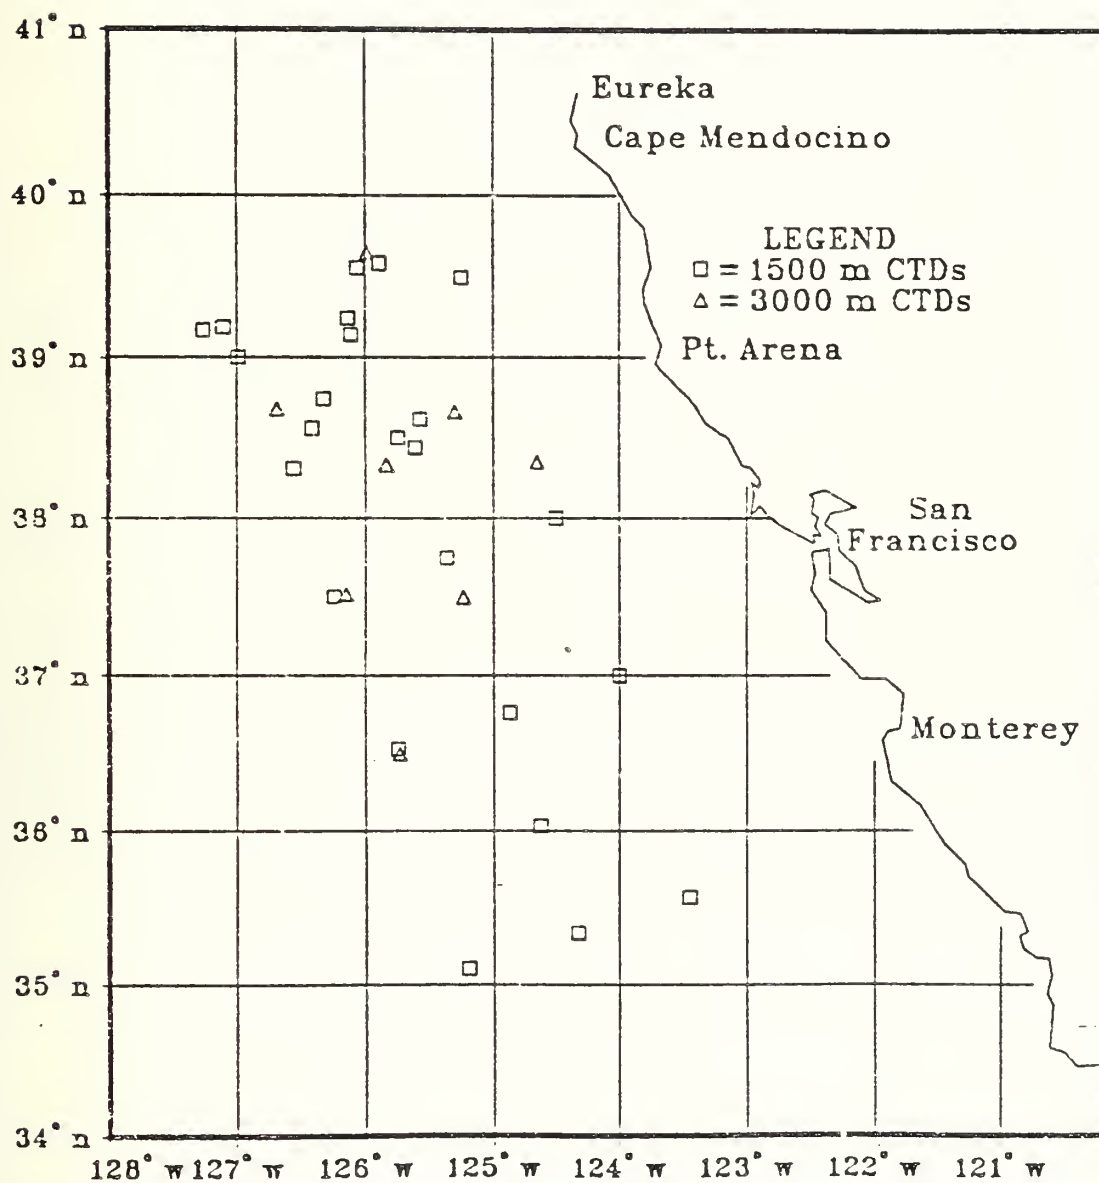 41° n
Eureka
Cape Mendocino
40° n
LEGEND
□ = 1500 m CTDs
△ = 3000 m CTDs
39° n
Pt. Arena
38° n
San
Francisco
37° n
Monterey
36° n
35° n
34° n
128° w 127° w 126° w 125° w 124° w 123° w 122° w 121° w